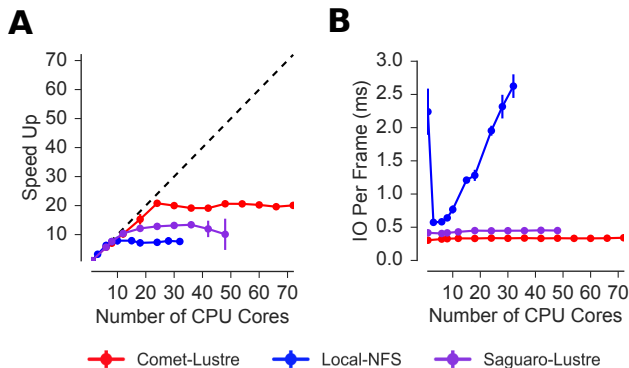 A
B
Speed Up
70
60
50
40
30
20
10
10 20 30 40 50 60 70
Number of CPU Cores
IO Per Frame (ms)
3.0
2.5
2.0
1.5
1.0
0.5
0.0
10 20 30 40 50 60 70
Number of CPU Cores
Comet-Lustre Local-NFS Saguaro-Lustre